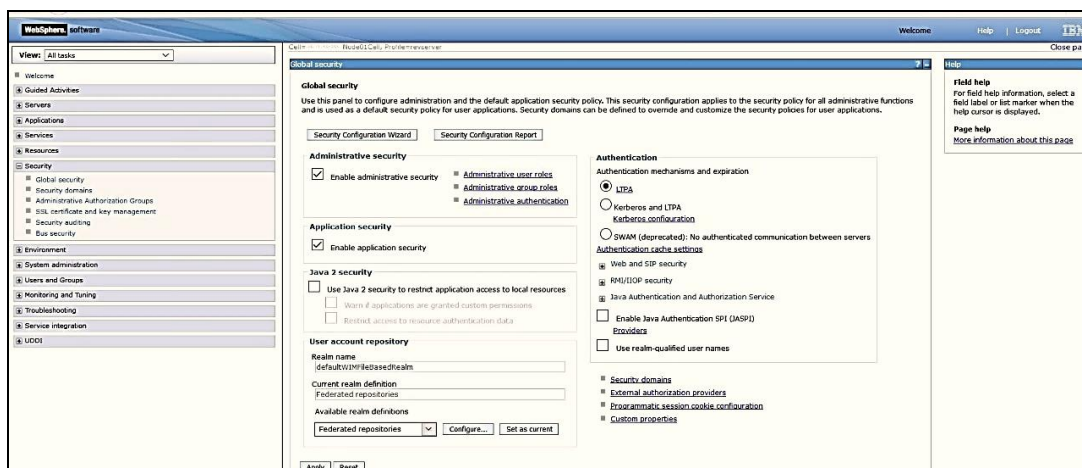 WebSphere. software
Welcome
Help | Logout
IBM
View: All tasks
Welcome
Guided Activities
Servers
Applications
Services
Resources
Security
Global security
Security domains
Administrative Authorization Groups
SSL certificate and key management
Security auditing
Bus security
Environment
System administration
Users and Groups
Monitoring and Tuning
Troubleshooting
Service integration
UDDI
Node01Cell, Profile=revserver
Close pa
Global security
? -
Global security
Use this panel to configure administration and the default application security policy. This security configuration applies to the security policy for all administrative functions
and is used as a default security policy for user applications. Security domains can be defined to override and customize the security policies for user applications.
Security Configuration Wizard Security Configuration Report
Administrative security
Enable administrative security
Administrative user roles
Administrative group roles
Administrative authentication
Application security
Enable application security
Java 2 security
Use Java 2 security to restrict application access to local resources
Warn if applications are granted custom permissions
Restrict access to resource authentication data
User account repository
Realm name
defaultWIMFileBasedRealm
Current realm definition
Federated repositories
Available realm definitions
Federated repositories Configure... Set as current
Apply Reset
Authentication
Authentication mechanisms and expiration
LTPA
Kerberos and LTPA
Kerberos configuration
SWAM (deprecated): No authenticated communication between servers
Authentication cache settings
Web and SIP security
RMI/IIOP security
Java Authentication and Authorization Service
Enable Java Authentication SPI (JASPI)
Providers
Use realm-qualified user names
Security domains
External authorization providers
Programmatic session cookie configuration
Custom properties
Help
Field help
For field help information, select a
field label or list marker when the
help cursor is displayed.
Page help
More information about this page